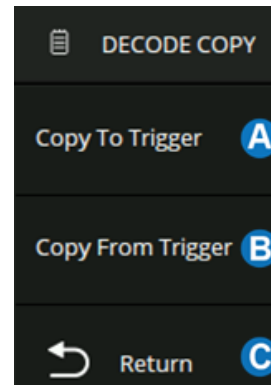 DECODE COPY
Copy To Trigger A
Copy From Trigger B
Return C